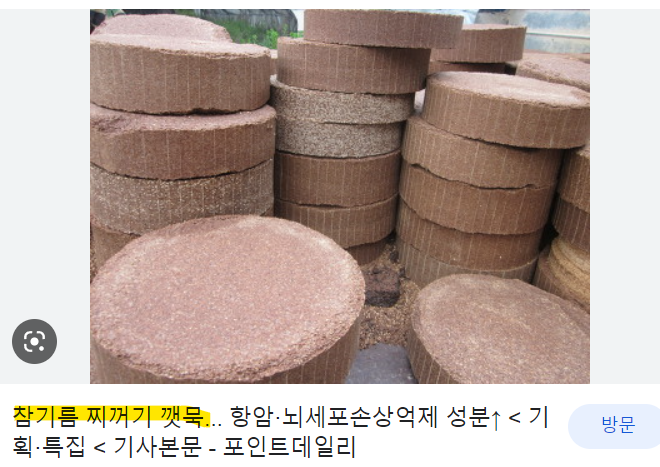 참기름 찌꺼기 깻묵... 항암·뇌세포손상억제 성분↑ < 기
획·특집 < 기사본문 - 포인트데일리
방문